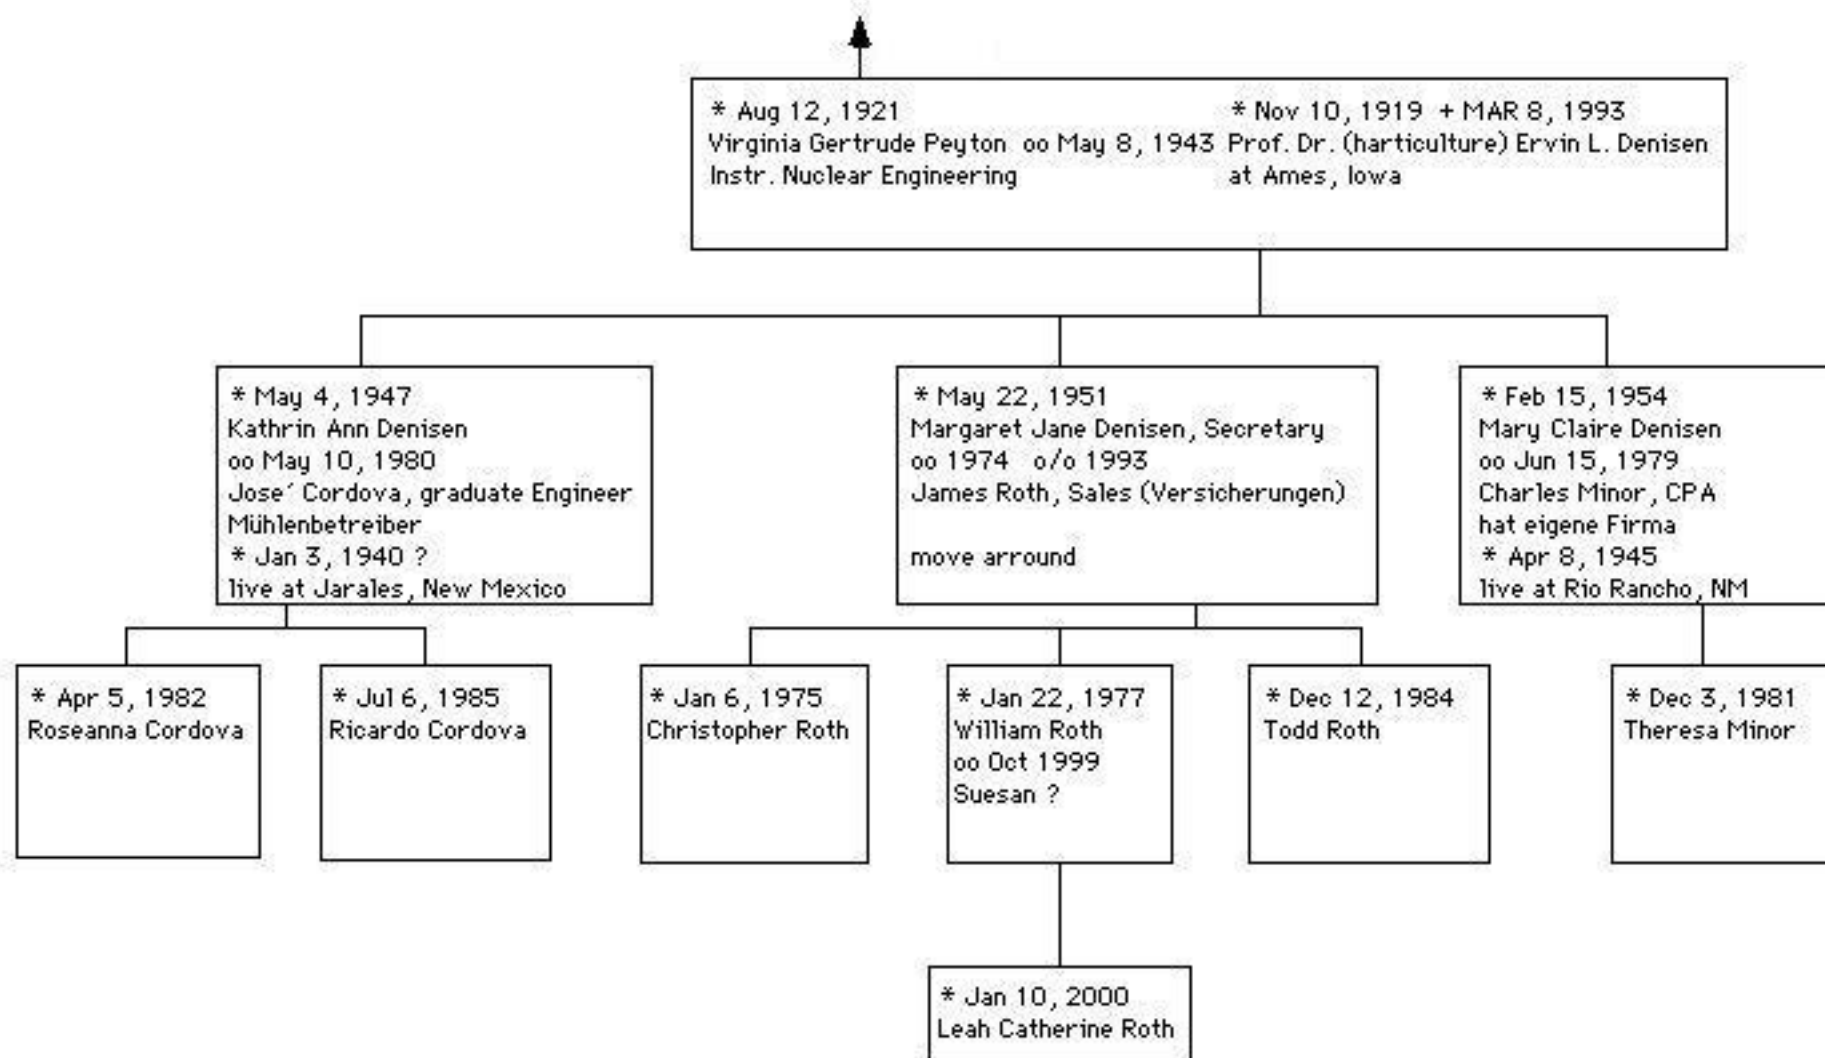 * Aug 12, 1921
Virginia Gertrude Peyton oo May 8, 1943
Instr. Nuclear Engineering
* Nov 10, 1919 + MAR 8, 1993
Prof. Dr. (harticulture) Ervin L. Denisen
at Ames, Iowa
* May 4, 1947
Kathrin Ann Denisen
oo May 10, 1980
Jose´ Cordova, graduate Engineer
Mühlenbetreiber
* Jan 3, 1940 ?
live at Jarales, New Mexico
* May 22, 1951
Margaret Jane Denisen, Secretary
oo 1974 o/o 1993
James Roth, Sales (Versicherungen)
move arround
* Feb 15, 1954
Mary Claire Denisen
oo Jun 15, 1979
Charles Minor, CPA
hat eigene Firma
* Apr 8, 1945
live at Rio Rancho, NM
* Apr 5, 1982
Roseanna Cordova
* Jul 6, 1985
Ricardo Cordova
* Jan 6, 1975
Christopher Roth
* Jan 22, 1977
William Roth
oo Oct 1999
Suesan ?
* Dec 12, 1984
Todd Roth
* Dec 3, 1981
Theresa Minor
* Jan 10, 2000
Leah Catherine Roth